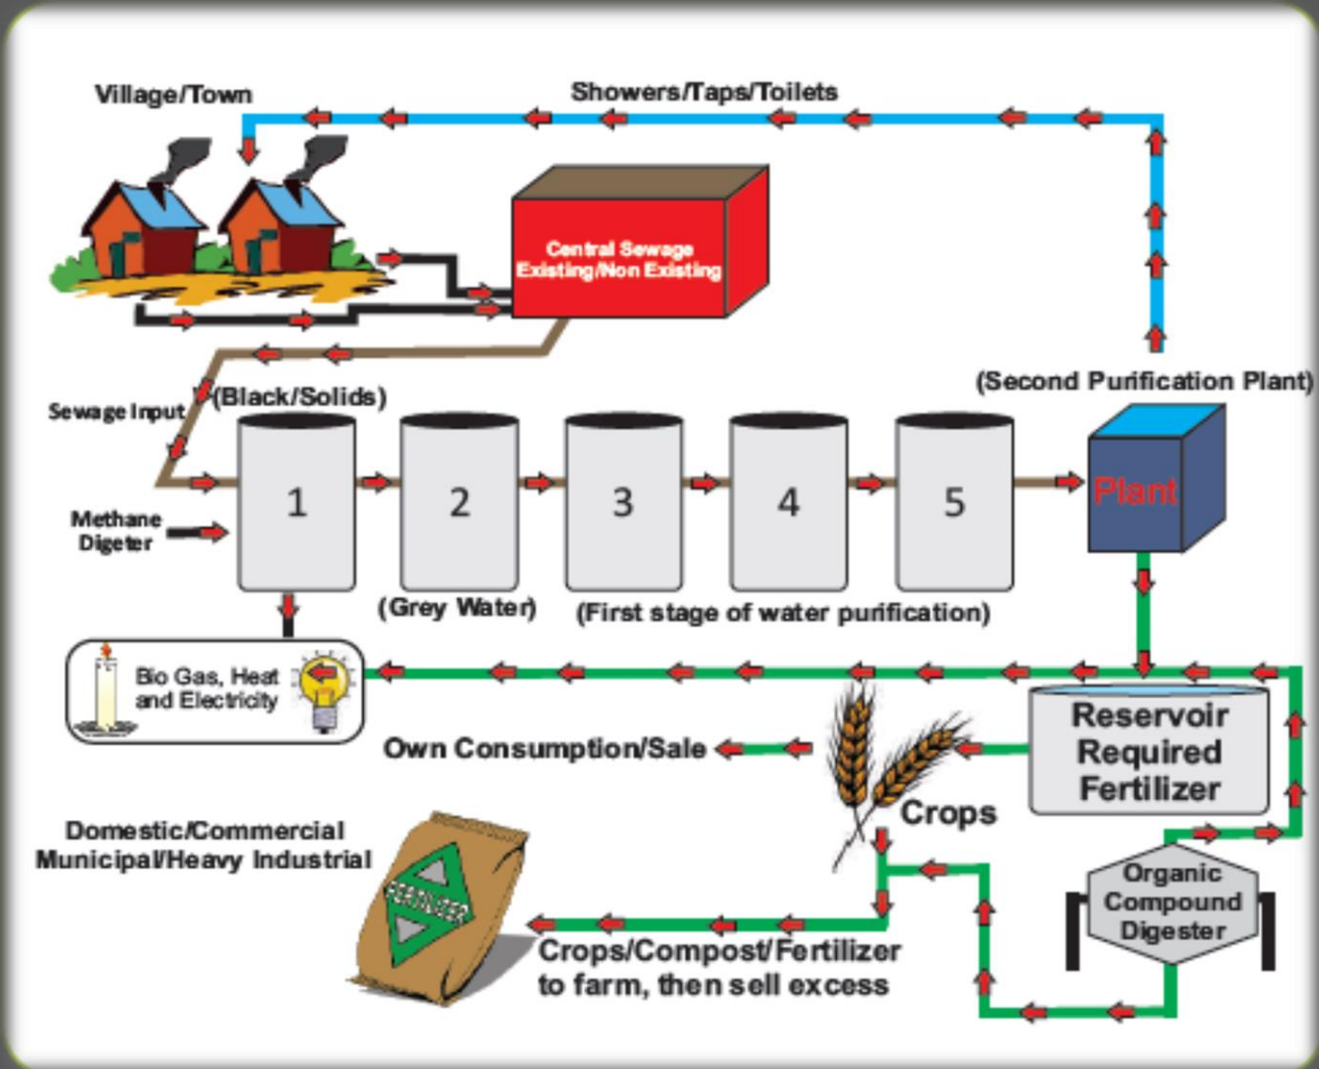 Village/Town
Showers/Taps/Toilets
Central Sewage
Existing/Non Existing
(Second Purification Plant)
Sewage Input
(Black/Solids)
1
2
3
4
5
Plant
Methane
Digeter
(Grey Water)
(First stage of water purification)
Bio Gas, Heat
and Electricity
Reservoir
Required
Fertilizer
Own Consumption/Sale
Crops
Domestic/Commercial
Municipal/Heavy Industrial
FERTILIZER
Organic
Compound
Digester
Crops/Compost/Fertilizer
to farm, then sell excess